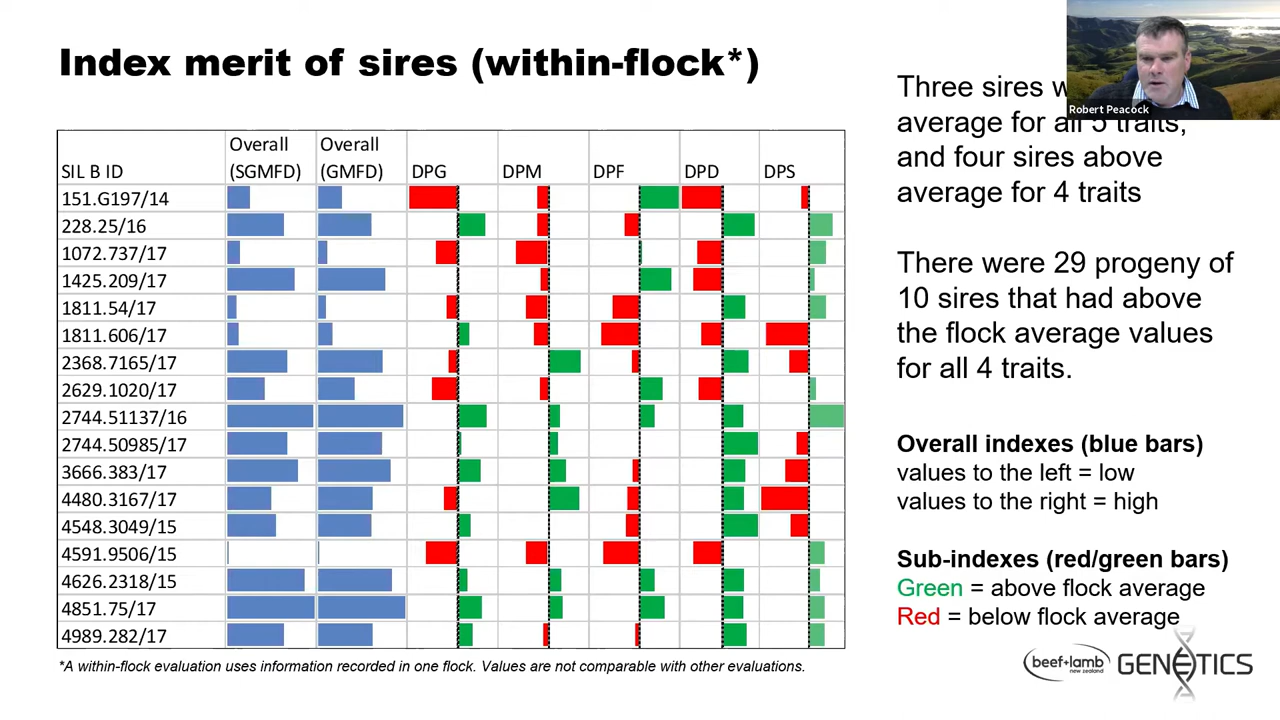 Index merit of sires (within-flock*)
Overall Overall
SIL B ID (SGMFD) (GMFD) DPG DPM DPF DPD DPS
151.G197/14
228.25/16
1072.737/17
1425.209/17
1811.54/17
1811.606/17
2368.7165/17
2629.1020/17
2744.51137/16
2744.50985/17
3666.383/17
4480.3167/17
4548.3049/15
4591.9506/15
4626.2318/15
4851.75/17
4989.282/17
*A within-flock evaluation uses information recorded in one flock. Values are not comparable with other evaluations.
Robert Peacock
Three sires
average for all 5 traits,
and four sires above
average for 4 traits
There were 29 progeny of
10 sires that had above
the flock average values
for all 4 traits.
Overall indexes (blue bars)
values to the left = low
values to the right = high
Sub-indexes (red/green bars)
Green = above flock average
Red = below flock average
beef+lamb
new zealand
GENETICS